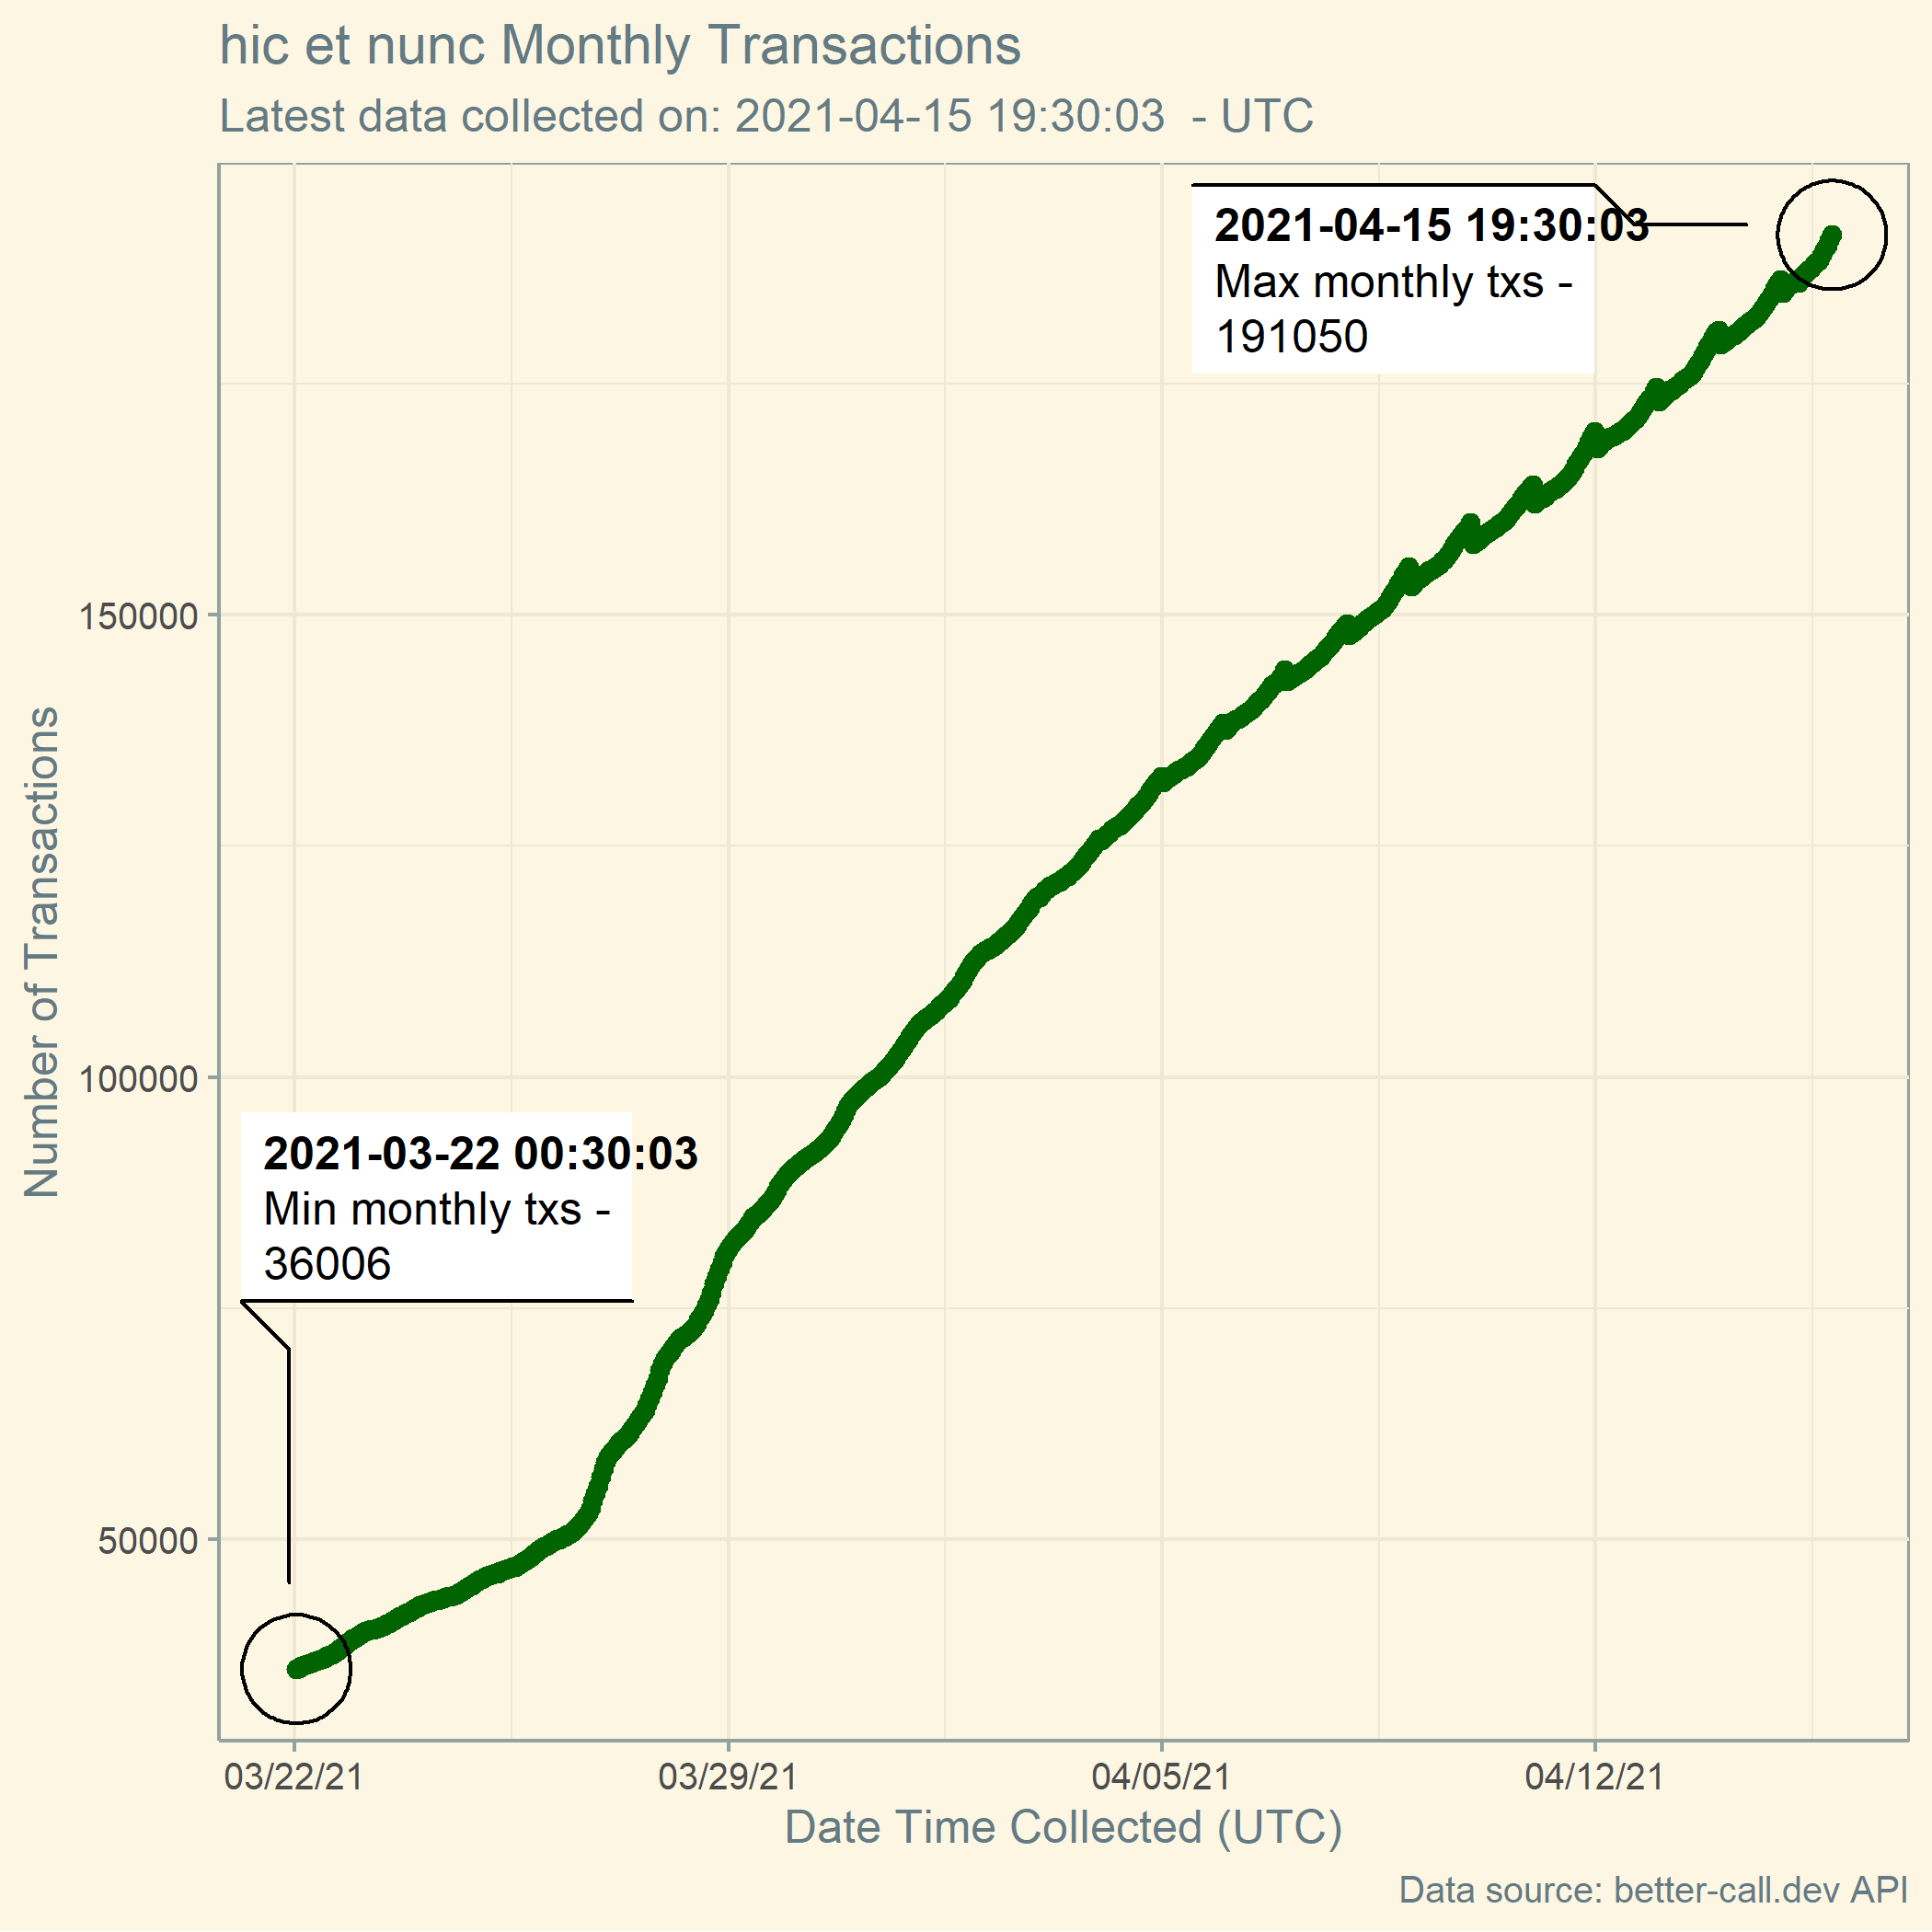 hic et nunc Monthly Transactions
Latest data collected on: 2021-04-15 19:30:03  - UTC
2021-04-15 19:30:03
Max monthly txs -
191050
150000
100000
50000
Number of Transactions
2021-03-22 00:30:03
Min monthly txs -
36006
03/22/21
03/29/21
04/05/21
04/12/21
Date Time Collected (UTC)
Data source: better-call.dev API